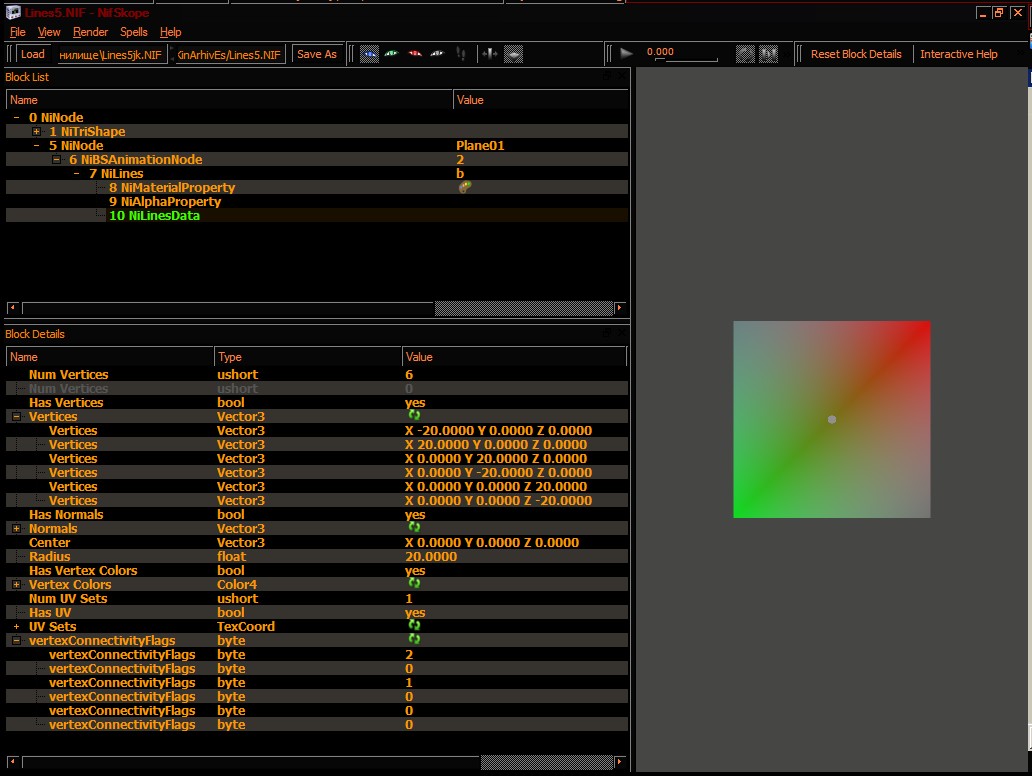 Lines5.NIF - NifSkope
File View Render Spells Help
Load нилище\Lines5jk.NIF inArhivEs/Lines5.NIF Save As 0.000 Reset Block Details Interactive Help
Block List
Name Value
0 NiNode
1 NiTriShape
5 NiNode Plane01
6 NiBSAnimationNode 2
7 NiLines b
8 NiMaterialProperty
9 NiAlphaProperty
10 NiLinesData
Block Details
Name Type Value
Num Vertices ushort 6
Num Vertices ushort 0
Has Vertices bool yes
Vertices Vector3
Vertices Vector3 X -20.0000 Y 0.0000 Z 0.0000
Vertices Vector3 X 20.0000 Y 0.0000 Z 0.0000
Vertices Vector3 X 0.0000 Y 20.0000 Z 0.0000
Vertices Vector3 X 0.0000 Y -20.0000 Z 0.0000
Vertices Vector3 X 0.0000 Y 0.0000 Z 20.0000
Vertices Vector3 X 0.0000 Y 0.0000 Z -20.0000
Has Normals bool yes
Normals Vector3
Center Vector3 X 0.0000 Y 0.0000 Z 0.0000
Radius float 20.0000
Has Vertex Colors bool yes
Vertex Colors Color4
Num UV Sets ushort 1
Has UV bool yes
UV Sets TexCoord
vertexConnectivityFlags byte
vertexConnectivityFlags byte 2
vertexConnectivityFlags byte 0
vertexConnectivityFlags byte 1
vertexConnectivityFlags byte 0
vertexConnectivityFlags byte 0
vertexConnectivityFlags byte 0